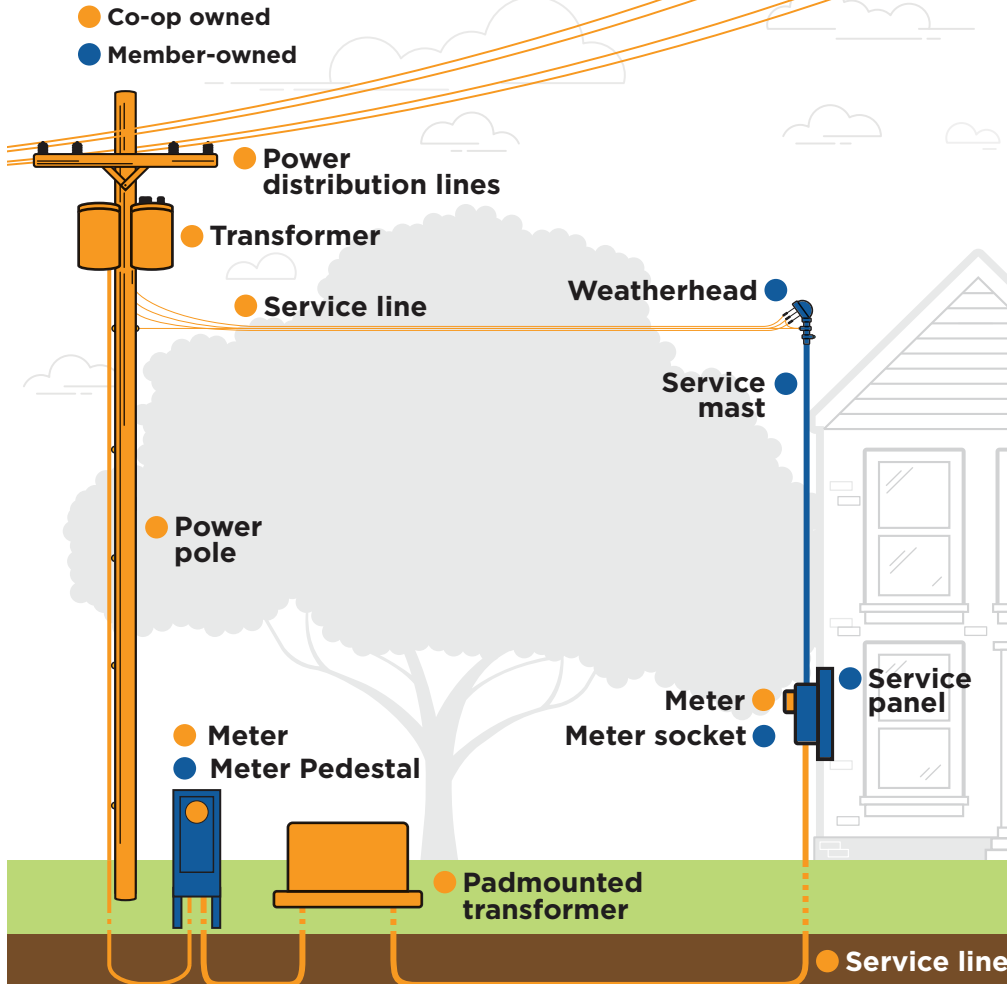 Co-op owned
Member-owned
Power
distribution lines
Transformer
Service line
Weatherhead
Service
mast
Power
pole
Service
panel
Meter
Meter socket
Meter
Meter Pedestal
Padmounted
transformer
Service line